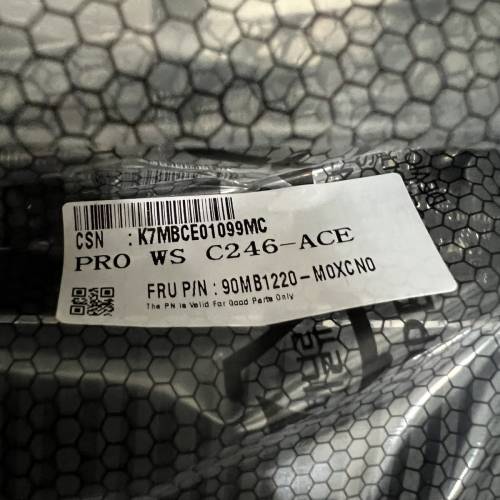 CSN : K7MBCE01099MC
PRO WS C246-ACE
FRU P/N : 90MB1220-M0XCN0
The PN is Valid For Good Parts Only